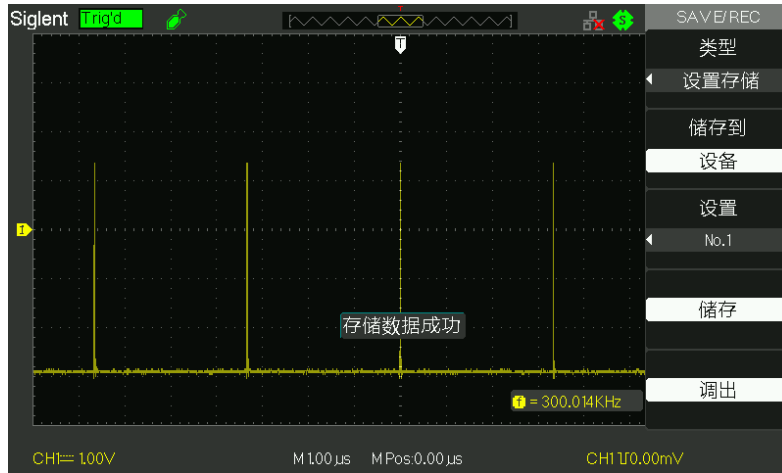 Siglent Trig'd T S SAVE/REC
T
类型
设置存储
储存到
设备
设置
No.1
储存
存储数据成功
调出
f = 300.014KHz
CH1 1.00V M 1.00μs M Pos:0.00μs CH1 0.00mV